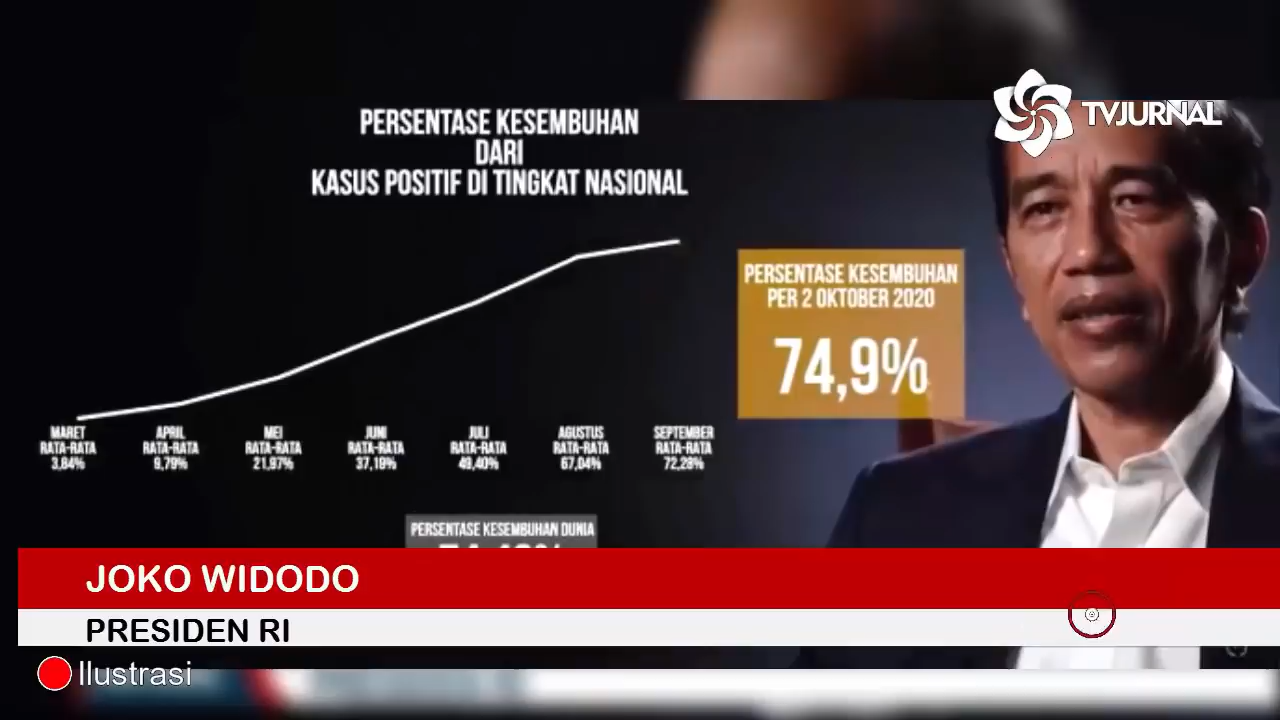 TVJURNAL
PERSENTASE KESEMBUHAN
DARI
KASUS POSITIF DI TINGKAT NASIONAL
PERSENTASE KESEMBUHAN
PER 2 OKTOBER 2020
74,9%
MARET
RATA-RATA
3,84%
APRIL
RATA-RATA
9,79%
MEI
RATA-RATA
21,97%
JUNI
RATA-RATA
37,19%
JULI
RATA-RATA
49,40%
AGUSTUS
RATA-RATA
67,04%
SEPTEMBER
RATA-RATA
72,28%
PERSENTASE KESEMBUHAN DUNIA
JOKO WIDODO
PRESIDEN RI
Ilustrasi